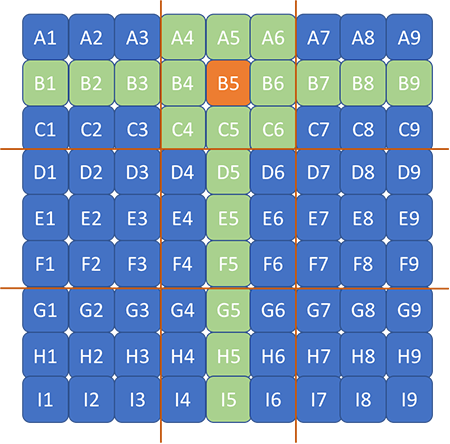 A1 A2 A3 A4 A5 A6 A7 A8 A9
B1 B2 B3 B4 B5 B6 B7 B8 B9
C1 C2 C3 C4 C5 C6 C7 C8 C9
D1 D2 D3 D4 D5 D6 D7 D8 D9
E1 E2 E3 E4 E5 E6 E7 E8 E9
F1 F2 F3 F4 F5 F6 F7 F8 F9
G1 G2 G3 G4 G5 G6 G7 G8 G9
H1 H2 H3 H4 H5 H6 H7 H8 H9
I1 I2 I3 I4 I5 I6 I7 I8 I9